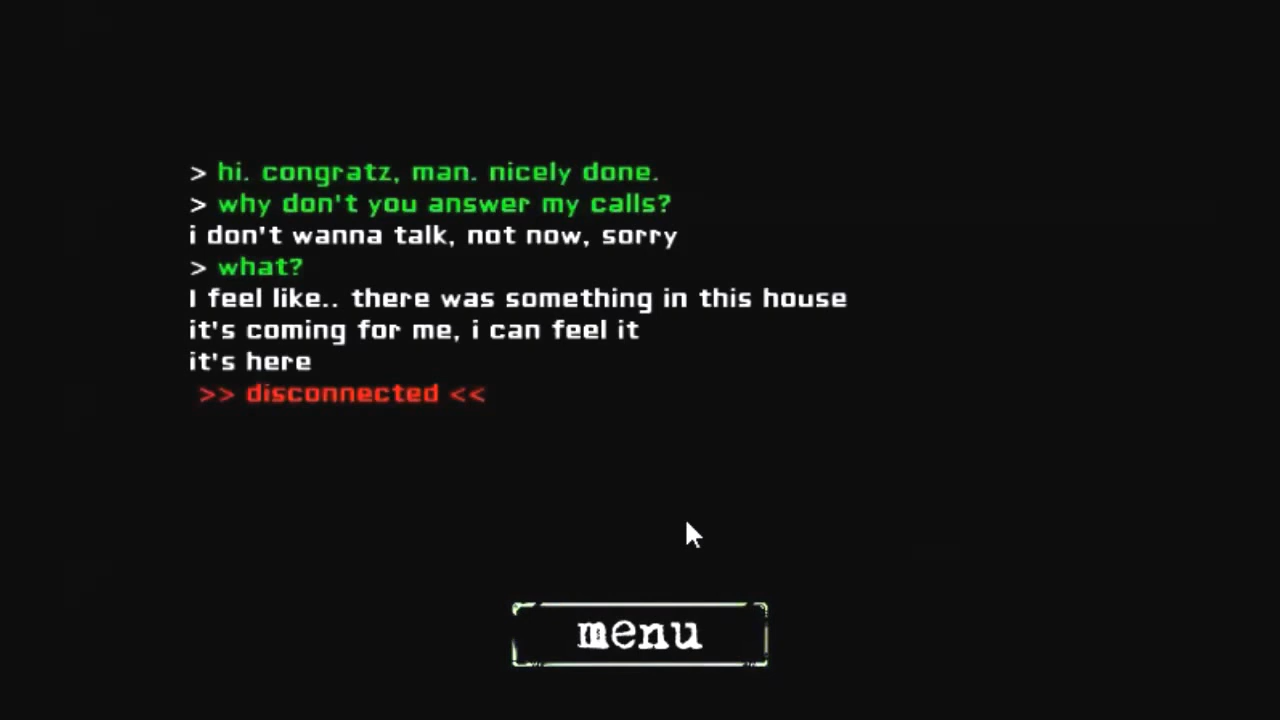 > hi. congratz, man. nicely done.
> why don't you answer my calls?
i don't wanna talk, not now, sorry
> what?
I feel like.. there was something in this house
it's coming for me, i can feel it
it's here
>> disconnected <<
menu